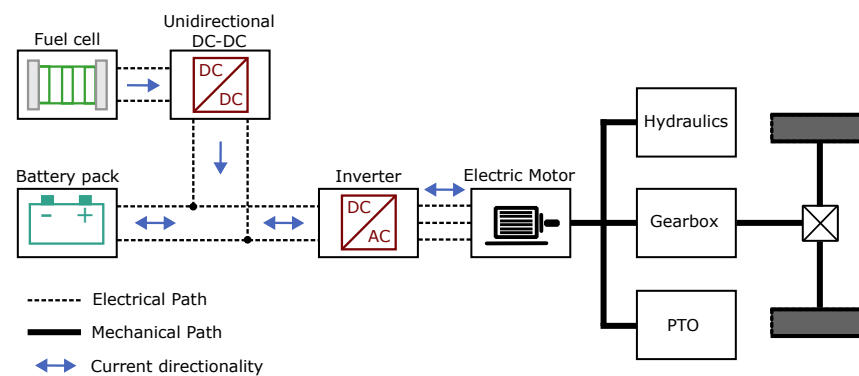 Fuel cell
Unidirectional
DC-DC
DC
DC
Battery pack
- +
Inverter
DC
AC
Electric Motor
Hydraulics
Gearbox
PTO
Electrical Path
Mechanical Path
Current directionality